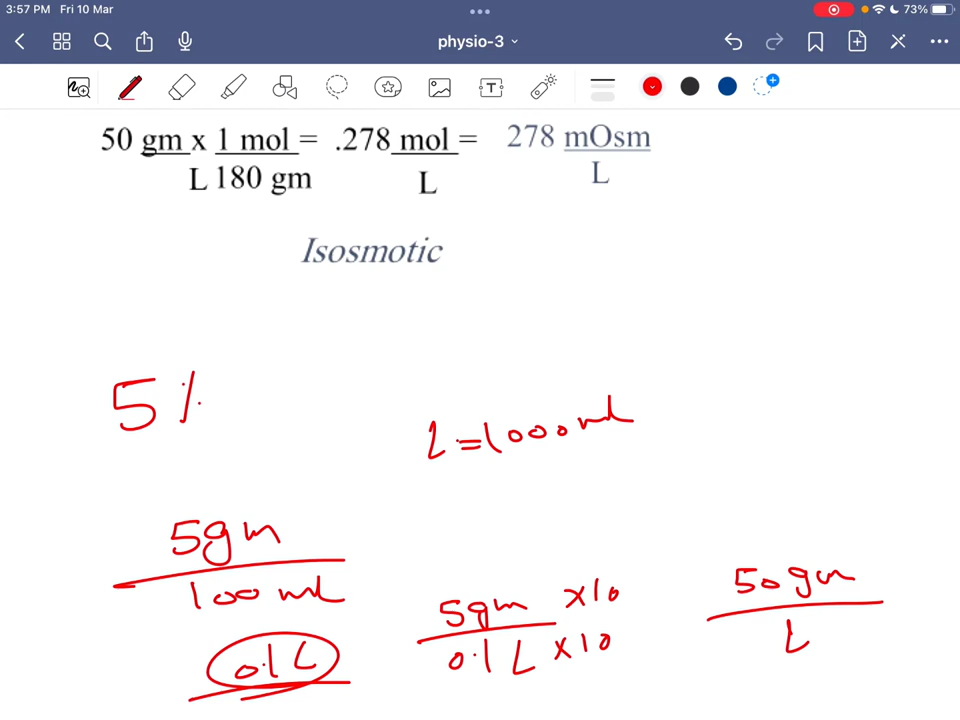 3:57 PM Fri 10 Mar 73%
physio-3
50 gm x 1 mol = .278 mol = 278 mOsm
L 180 gm L L
Isosmotic
5 %
L = 1000 ml
5gm
100 ml
0.1 L
5gm x10
0.1 L x10
50 gm
L